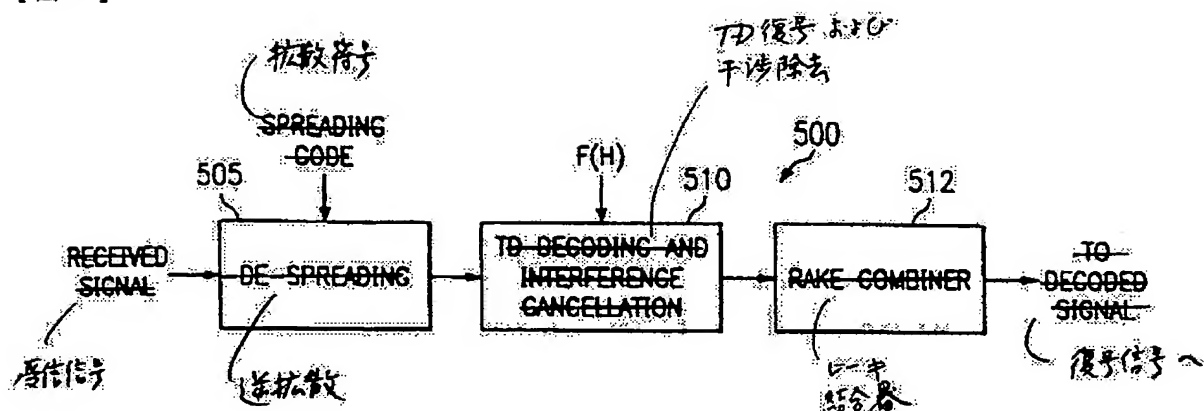 拡散符号
TD 復号 および
干渉除去
SPREADING
CODE
F(H)
500
505
510
512
RECEIVED
SIGNAL
DE-SPREADING
TD DECODING AND
INTERFERENCE
CANCELLATION
RAKE COMBINER
TO
DECODED
SIGNAL
受信信号
逆拡散
レーキ
結合器
復号信号へ